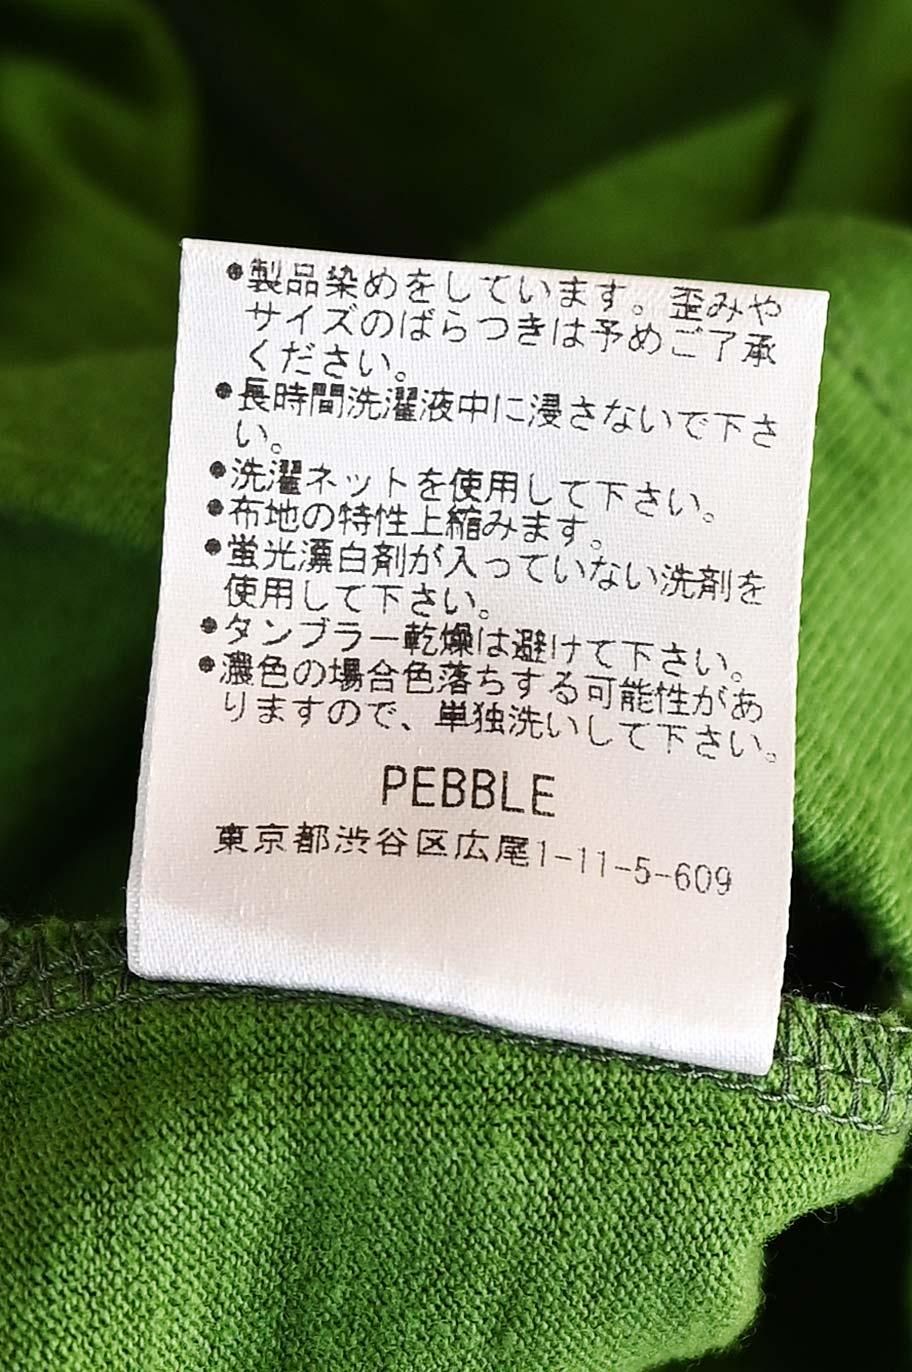 ●製品染めをしています。歪みや
サイズのばらつきは予めご了承
ください。
●長時間洗濯液中に浸さないで下さ
い。
●洗濯ネットを使用して下さい。
●布地の特性上縮みます。
●蛍光漂白剤が入っていない洗剤を
使用して下さい。
●タンブラー乾燥は避けて下さい。
●濃色の場合色落ちする可能性があ
りますので、単独洗いして下さい。
PEBBLE
東京都渋谷区広尾1-11-5-609